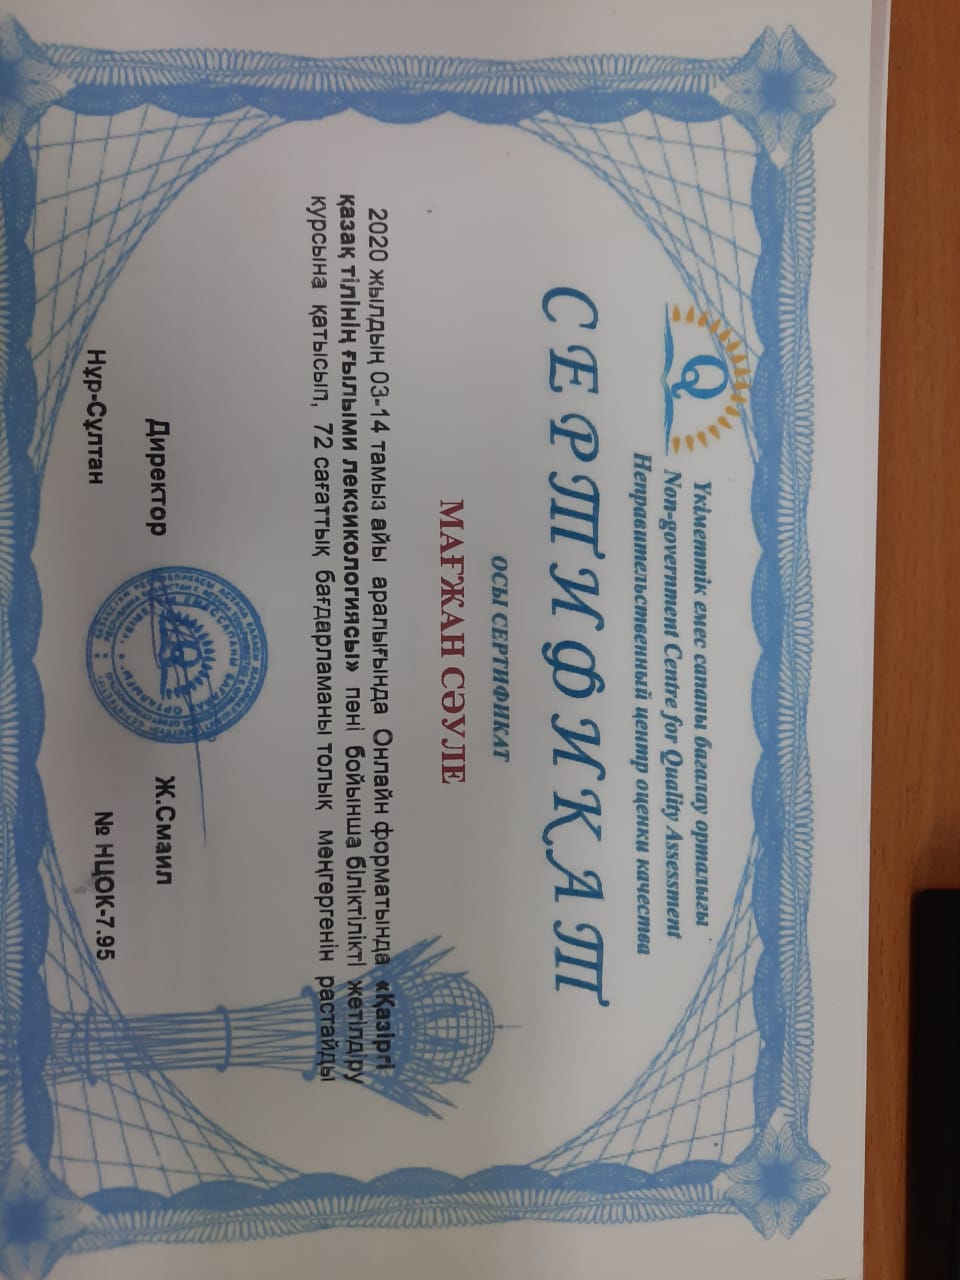 Үкіметтік емес сапаны бағалау орталығы
Non-government Centre for Quality Assessment
Неправительственный центр оценки качества
СЕРТИФИКАТ
ОСЫ СЕРТИФИКАТ
МАҒЖАН СӘУЛЕ
2020 жылдың 03-14 тамыз айы аралығында Онлайн форматында «Қазіргі
қазақ тілінің ғылыми лексикологиясы» пәні бойынша біліктілікті жетілдіру
курсына қатысып, 72 сағаттық бағдарламаны толық меңгергенін растайды
Директор Ж.Смаил
Нұр-Сұлтан № НЦОК-7.95